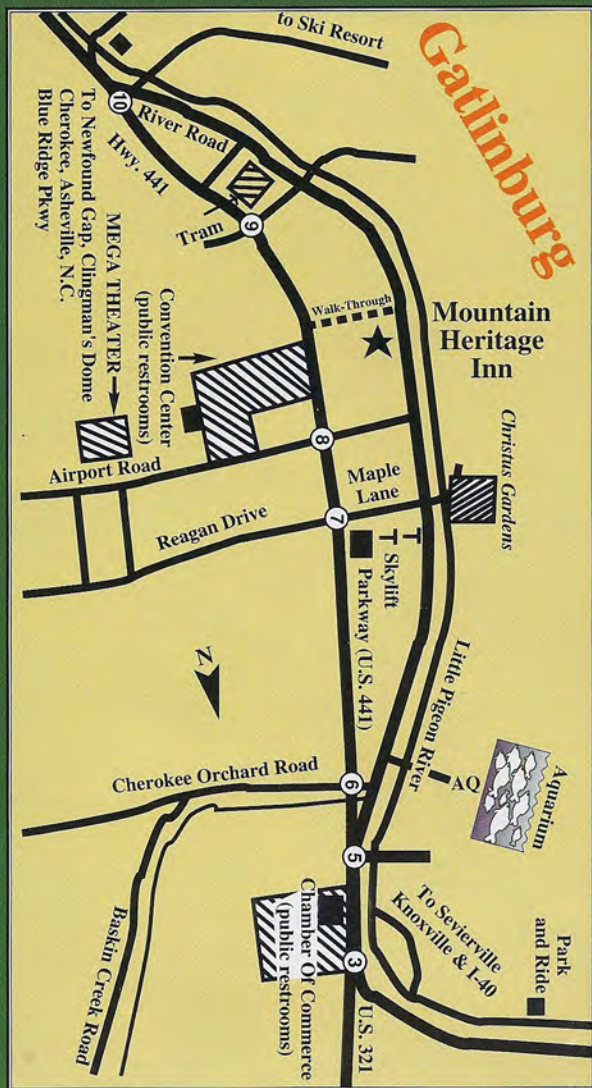 Gatlinburg
to Ski Resort
River Road
10
Hwy. 441
To Newfound Gap, Clingman's Dome
Cherokee, Asheville, N.C.
Blue Ridge Pkwy
9
Tram
Walk-Through
Mountain
Heritage
Inn
MEGA THEATER
Convention Center
(public restrooms)
8
Airport Road
Christus Gardens
Maple
Lane
7
Reagan Drive
Skylift
Parkway (U.S. 441)
Little Pigeon River
N
Aquarium
AQ
Cherokee Orchard Road
6
5
To Sevierville
Knoxville & I-40
Park
and Ride
Chamber Of Commerce
(public restrooms)
3
U.S. 321
Baskin Creek Road